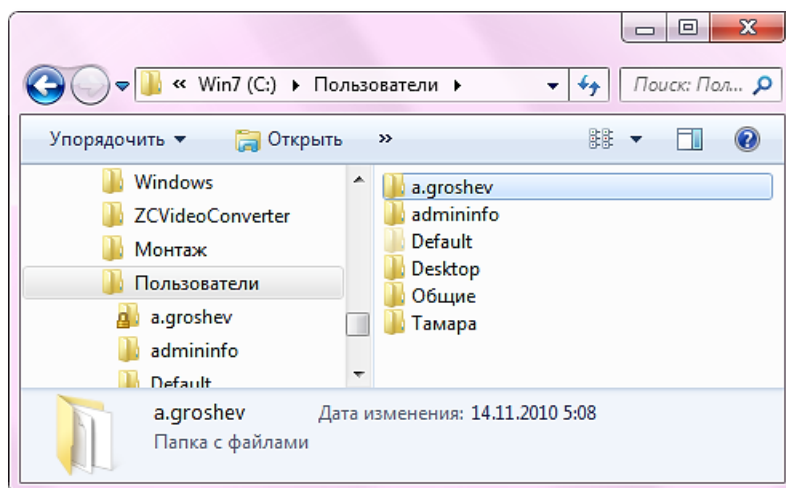 « Win7 (C:) Пользователи
Поиск: Пол...
Упорядочить Открыть »
Windows
ZCVideoConverter
Монтаж
Пользователи
a.groshev
admininfo
Default
a.groshev
admininfo
Default
Desktop
Общие
Тамара
a.groshev Дата изменения: 14.11.2010 5:08
Папка с файлами